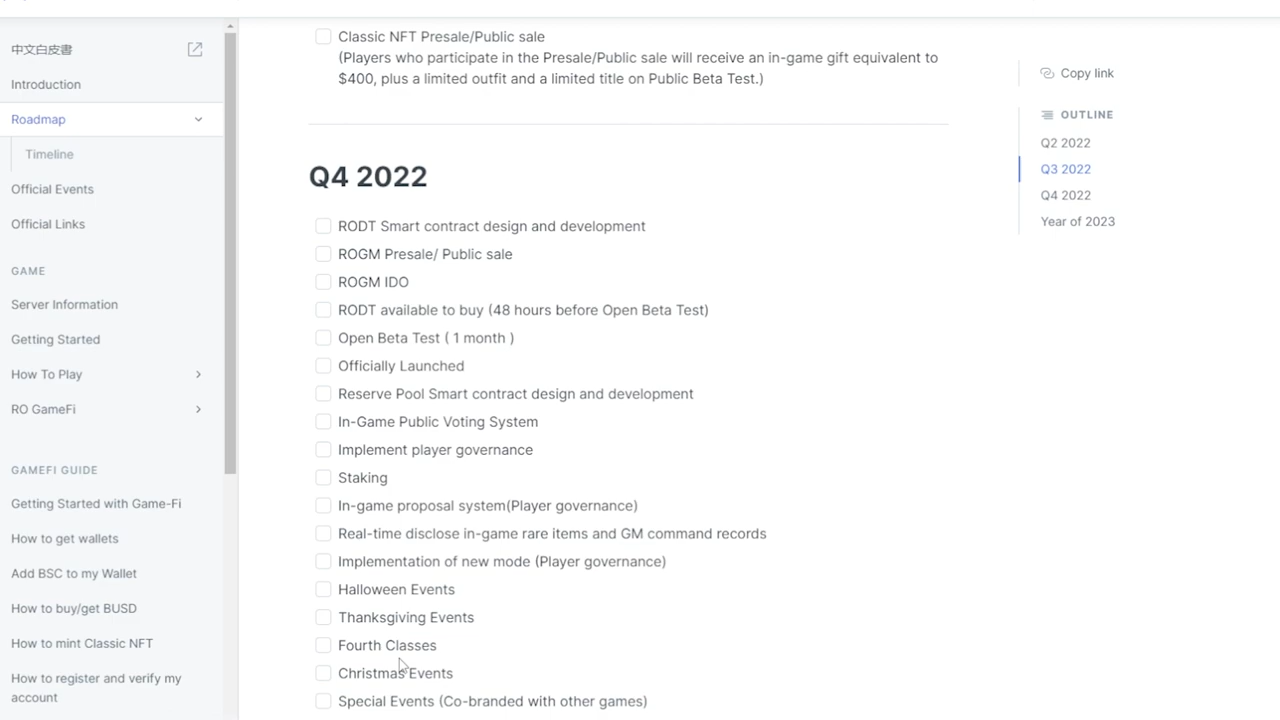 中文白皮書
Introduction
Roadmap
Timeline
Official Events
Official Links
GAME
Server Information
Getting Started
How To Play
RO GameFi
GAMEFI GUIDE
Getting Started with Game-Fi
How to get wallets
Add BSC to my Wallet
How to buy/get BUSD
How to mint Classic NFT
How to register and verify my
account
Classic NFT Presale/Public sale
(Players who participate in the Presale/Public sale will receive an in-game gift equivalent to
$400, plus a limited outfit and a limited title on Public Beta Test.)
Q4 2022
RODT Smart contract design and development
ROGM Presale/ Public sale
ROGM IDO
RODT available to buy (48 hours before Open Beta Test)
Open Beta Test ( 1 month )
Officially Launched
Reserve Pool Smart contract design and development
In-Game Public Voting System
Implement player governance
Staking
In-game proposal system(Player governance)
Real-time disclose in-game rare items and GM command records
Implementation of new mode (Player governance)
Halloween Events
Thanksgiving Events
Fourth Classes
Christmas Events
Special Events (Co-branded with other games)
Copy link
OUTLINE
Q2 2022
Q3 2022
Q4 2022
Year of 2023